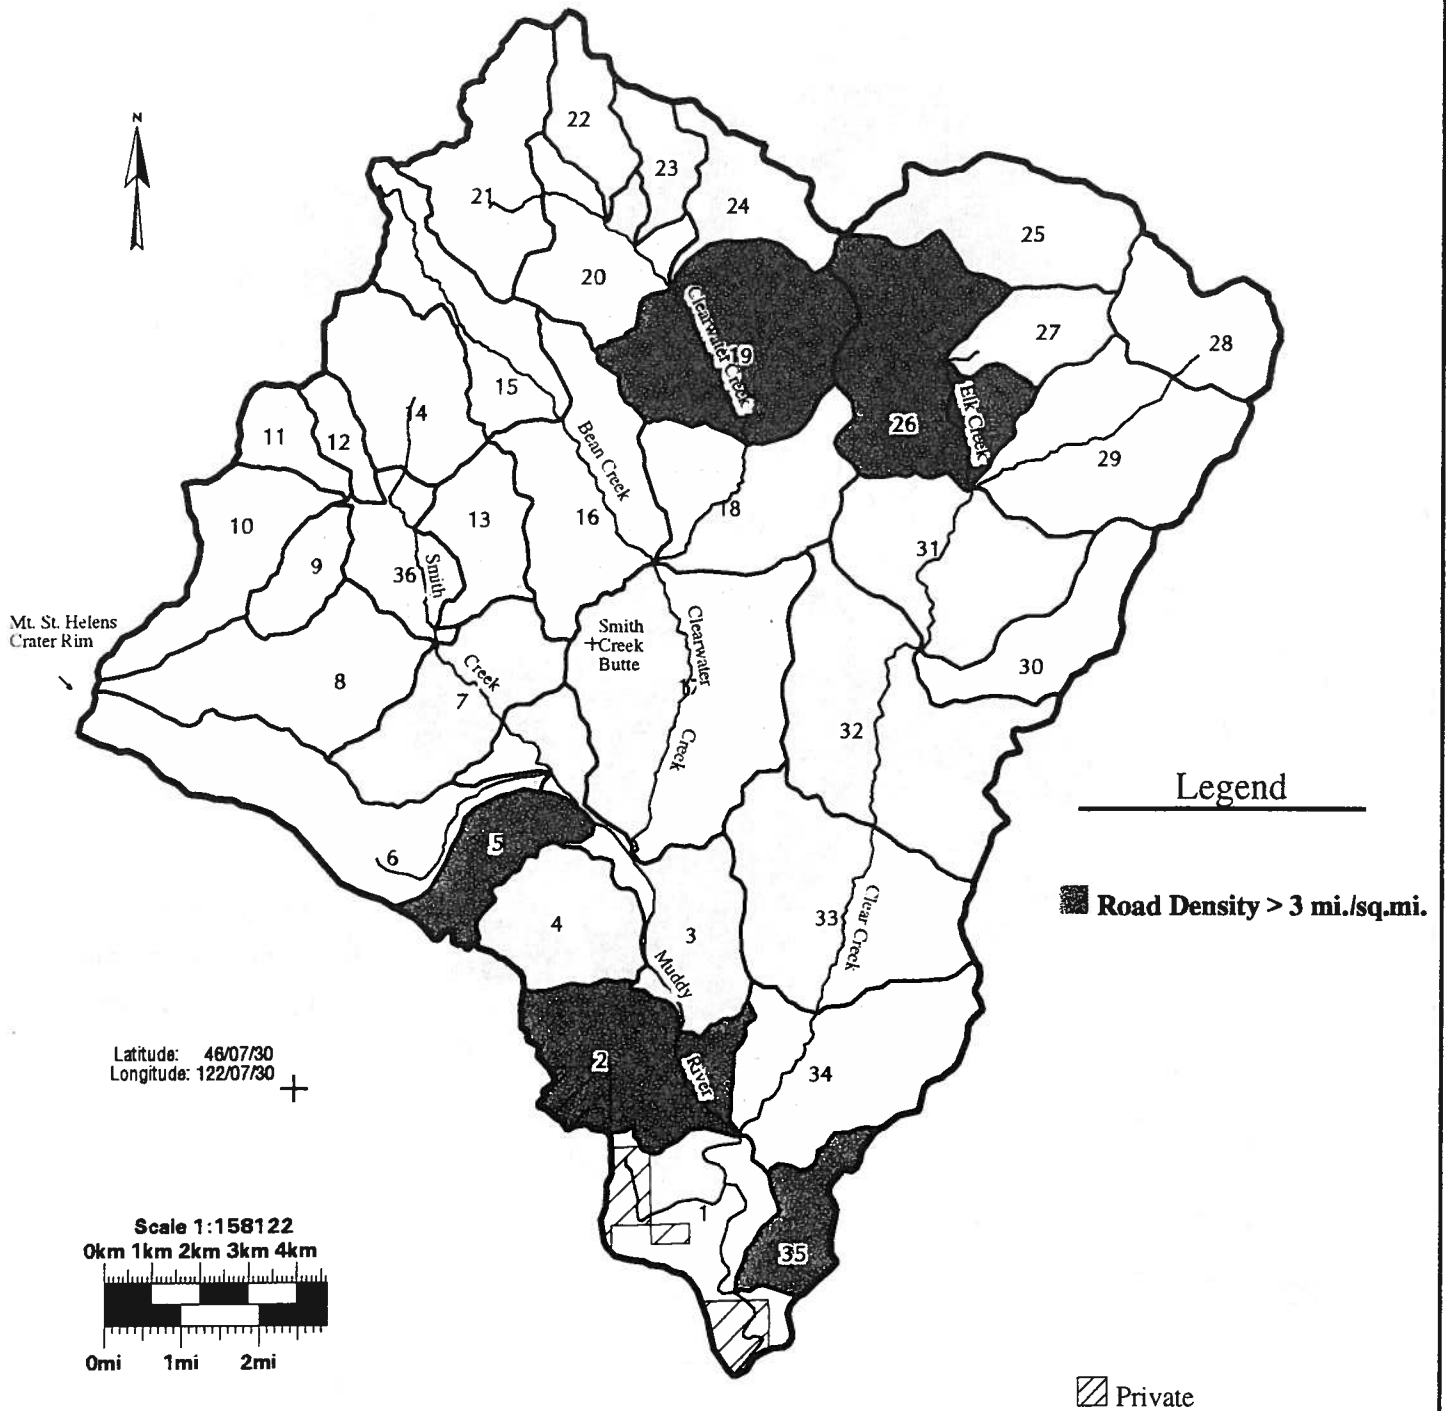 N
22
23
21
24
25
20
27
28
Clearwater Creek
19
15
14
Elk Creek
26
11
12
Bean Creek
29
10
13
16
18
9
36
Smith
31
Mt. St. Helens
Crater Rim
Smith
Creek
Butte
Clearwater
8
Creek
7
30
32
Creek
Legend
5
6
Road Density > 3 mi./sq.mi.
4
3
33
Clear Creek
Muddy
Latitude: 46/07/30
Longitude: 122/07/30
2
River
34
1
Scale 1:158122
0km 1km 2km 3km 4km
35
0mi 1mi 2mi
Private